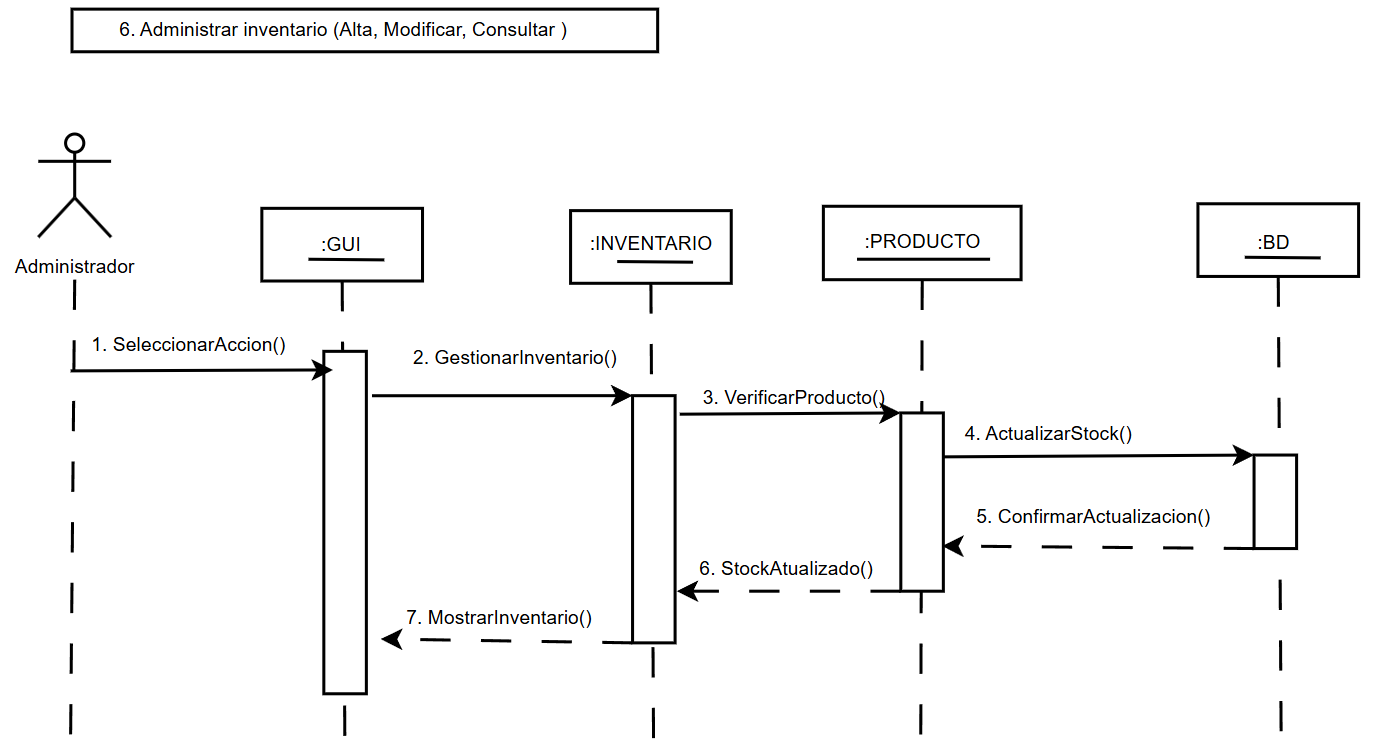 6. Administrar inventario (Alta, Modificar, Consultar )
:GUI
:INVENTARIO
:PRODUCTO
:BD
Administrador
1. SeleccionarAccion()
2. GestionarInventario()
3. VerificarProducto()
4. ActualizarStock()
5. ConfirmarActualizacion()
6. StockAtualizado()
7. MostrarInventario()